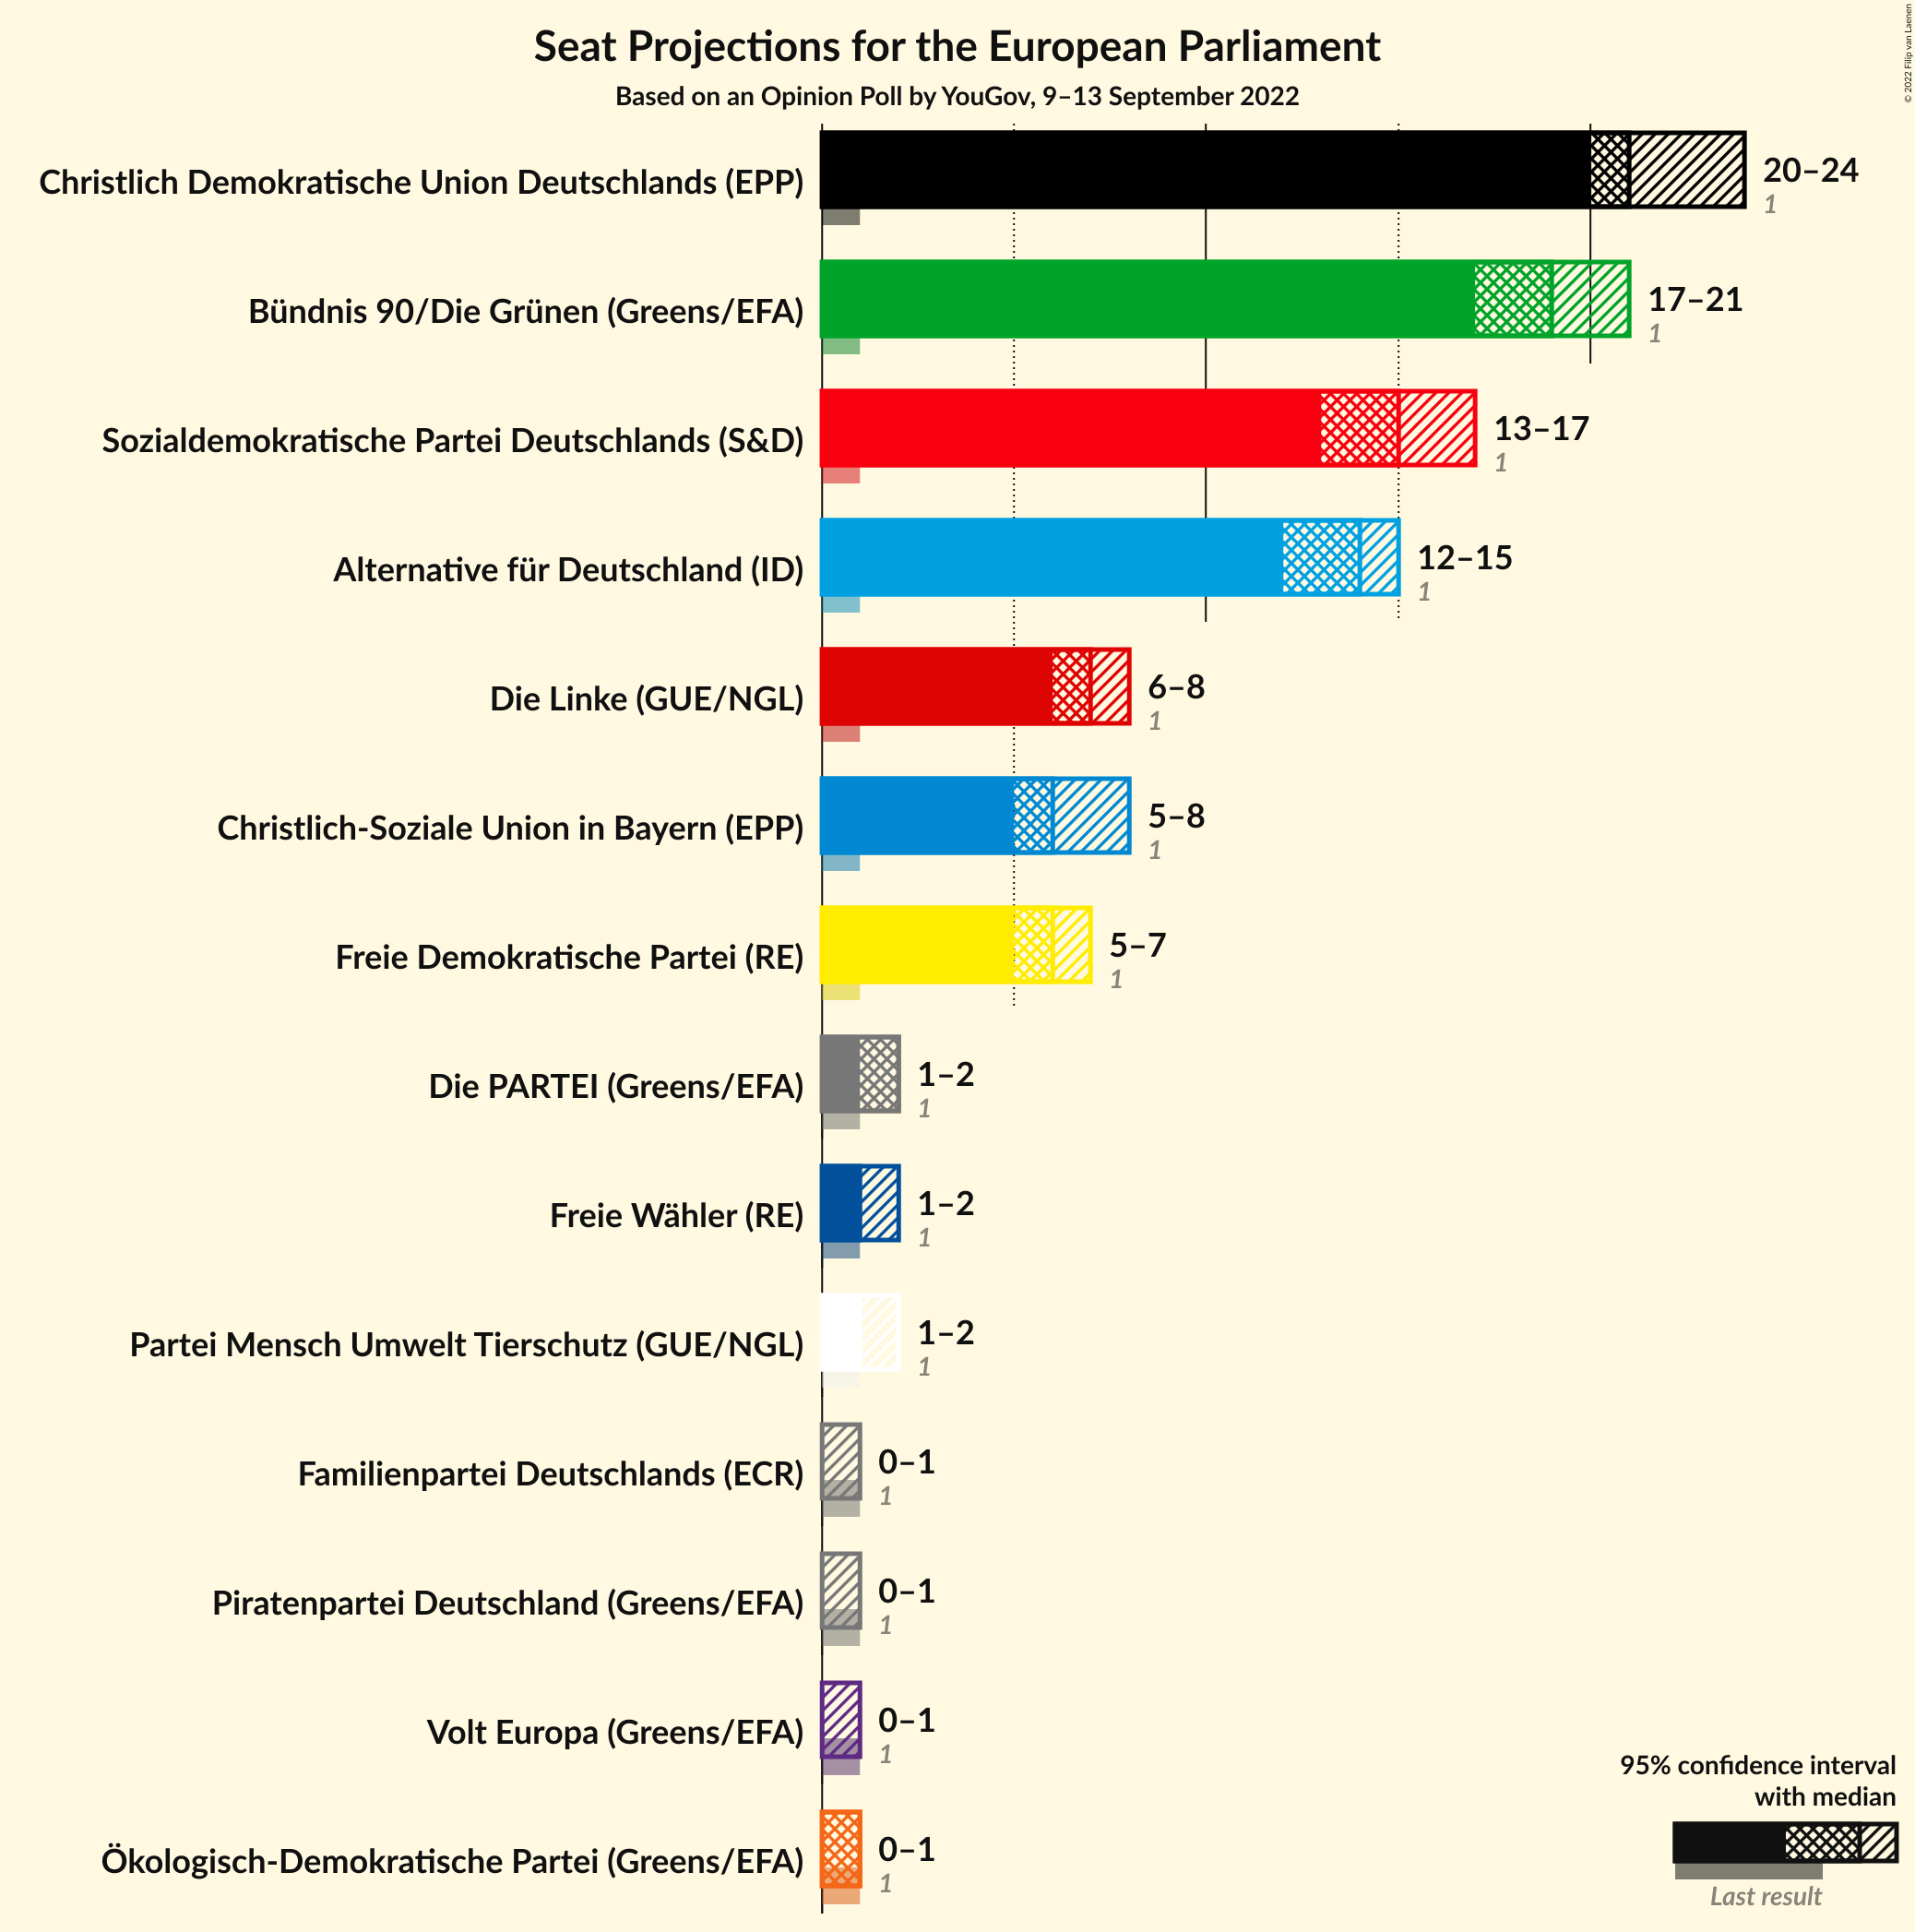 Seat Projections for the European Parliament
Based on an Opinion Poll by YouGov, 9–13 September 2022
© 2022 Filip van Laenen
Christlich Demokratische Union Deutschlands (EPP)
20–24
1
Bündnis 90/Die Grünen (Greens/EFA)
17–21
1
Sozialdemokratische Partei Deutschlands (S&D)
13–17
1
Alternative für Deutschland (ID)
12–15
1
Die Linke (GUE/NGL)
6–8
1
Christlich-Soziale Union in Bayern (EPP)
5–8
1
Freie Demokratische Partei (RE)
5–7
1
Die PARTEI (Greens/EFA)
1–2
1
Freie Wähler (RE)
1–2
1
Partei Mensch Umwelt Tierschutz (GUE/NGL)
1–2
1
Familienpartei Deutschlands (ECR)
0–1
1
Piratenpartei Deutschland (Greens/EFA)
0–1
1
Volt Europa (Greens/EFA)
0–1
1
Ökologisch-Demokratische Partei (Greens/EFA)
0–1
1
95% confidence interval
with median
Last result